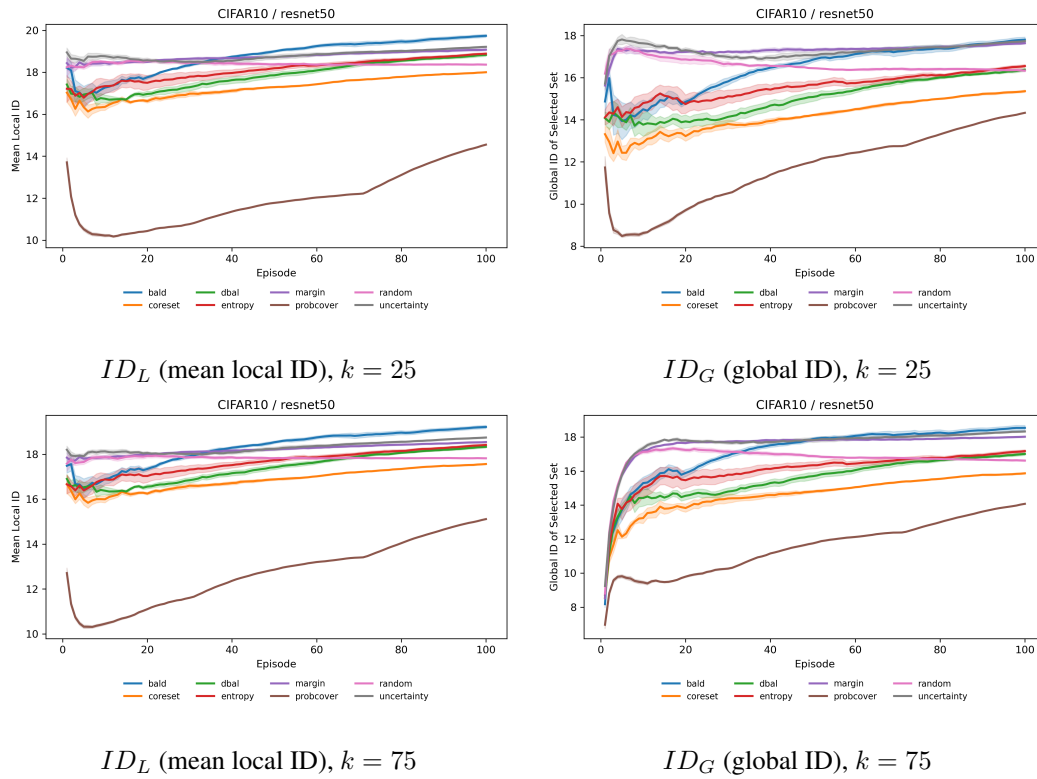 CIFAR10 / resnet50
20
18
16
14
12
10
Mean Local ID
0 20 40 60 80 100
Episode
bald dbal margin random
coreset entropy probcover uncertainty
CIFAR10 / resnet50
18
16
14
12
10
8
Global ID of Selected Set
0 20 40 60 80 100
Episode
bald dbal margin random
coreset entropy probcover uncertainty
ID_L (mean local ID), k = 25
ID_G (global ID), k = 25
CIFAR10 / resnet50
18
16
14
12
10
Mean Local ID
0 20 40 60 80 100
Episode
bald dbal margin random
coreset entropy probcover uncertainty
CIFAR10 / resnet50
18
16
14
12
10
8
Global ID of Selected Set
0 20 40 60 80 100
Episode
bald dbal margin random
coreset entropy probcover uncertainty
ID_L (mean local ID), k = 75
ID_G (global ID), k = 75